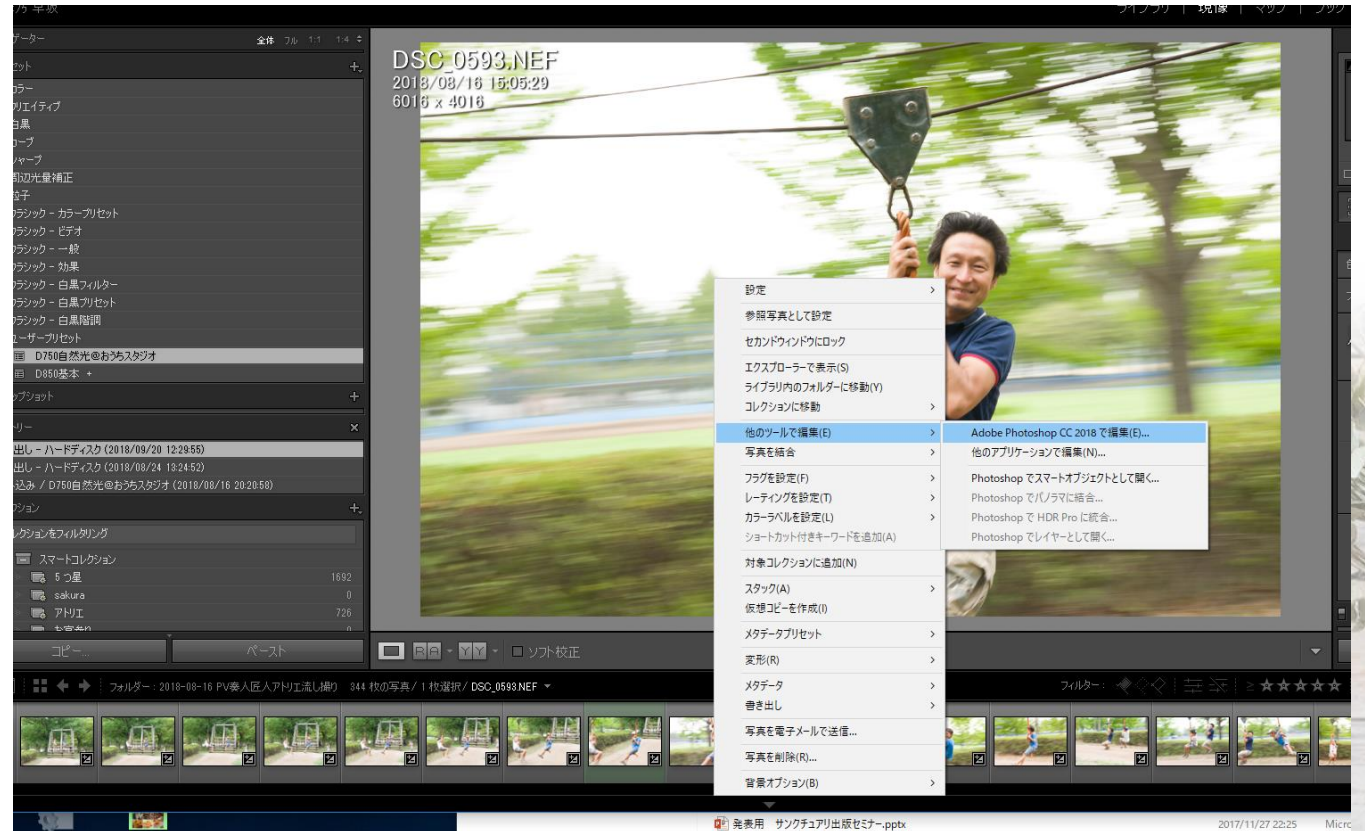 75 早坂
ライブラリ | 現像 | マップ | ブック
全体 フル 1:1 1:4
DSC_0593.NEF
2018/08/16 15:05:29
6016 x 4016
クラシック - カラープリセット
クラシック - ビデオ
クラシック - 一般
クラシック - 効果
クラシック - 白黒フィルター
クラシック - 白黒プリセット
クラシック - 白黒階調
ユーザープリセット
D750自然光@おうちスタジオ
D850基本 +
出し - ハードディスク (2018/09/20 12:29:55)
出し - ハードディスク (2018/08/24 13:24:52)
込み / D750自然光@おうちスタジオ (2018/08/16 20:20:58)
レクションをフィルタリング
スマートコレクション
5 つ星 1692
sakura 0
アトリエ 726
お宮参り 0
コピー... ペースト
ソフト校正
設定
参照写真として設定
セカンドウィンドウにロック
エクスプローラーで表示(S)
ライブラリ内のフォルダーに移動(Y)
コレクションに移動
他のツールで編集(E)
写真を結合
フラグを設定(F)
レーティングを設定(T)
カラーラベルを設定(L)
ショートカット付きキーワードを追加(A)
対象コレクションに追加(N)
スタック(A)
仮想コピーを作成(I)
メタデータプリセット
変形(R)
メタデータ
書き出し
写真を電子メールで送信...
写真を削除(R)...
背景オプション(B)
Adobe Photoshop CC 2018 で編集(E)...
他のアプリケーションで編集(N)...
Photoshop でスマートオブジェクトとして開く...
Photoshop でパノラマに結合...
Photoshop で HDR Pro に統合...
Photoshop でレイヤーとして開く...
フォルダー : 2018-08-16 PV奏人匠人アトリエ流し撮り 344 枚の写真 / 1 枚選択 / DSC_0593.NEF
フィルター :
≥ ★★★★★
発表用 サンクチュアリ出版セミナー.pptx 2017/11/27 22:25 Micro